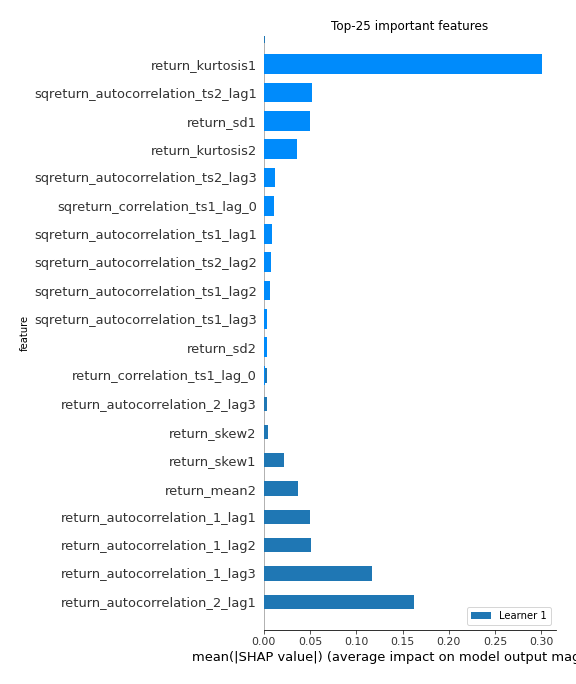 Top-25 important features
return_kurtosis1
sqreturn_autocorrelation_ts2_lag1
return_sd1
return_kurtosis2
sqreturn_autocorrelation_ts2_lag3
sqreturn_correlation_ts1_lag_0
sqreturn_autocorrelation_ts1_lag1
sqreturn_autocorrelation_ts2_lag2
sqreturn_autocorrelation_ts1_lag2
sqreturn_autocorrelation_ts1_lag3
return_sd2
return_correlation_ts1_lag_0
return_autocorrelation_2_lag3
return_skew2
return_skew1
return_mean2
return_autocorrelation_1_lag1
return_autocorrelation_1_lag2
return_autocorrelation_1_lag3
return_autocorrelation_2_lag1
feature
Learner 1
0.00 0.05 0.10 0.15 0.20 0.25 0.30
mean(|SHAP value|) (average impact on model output mag